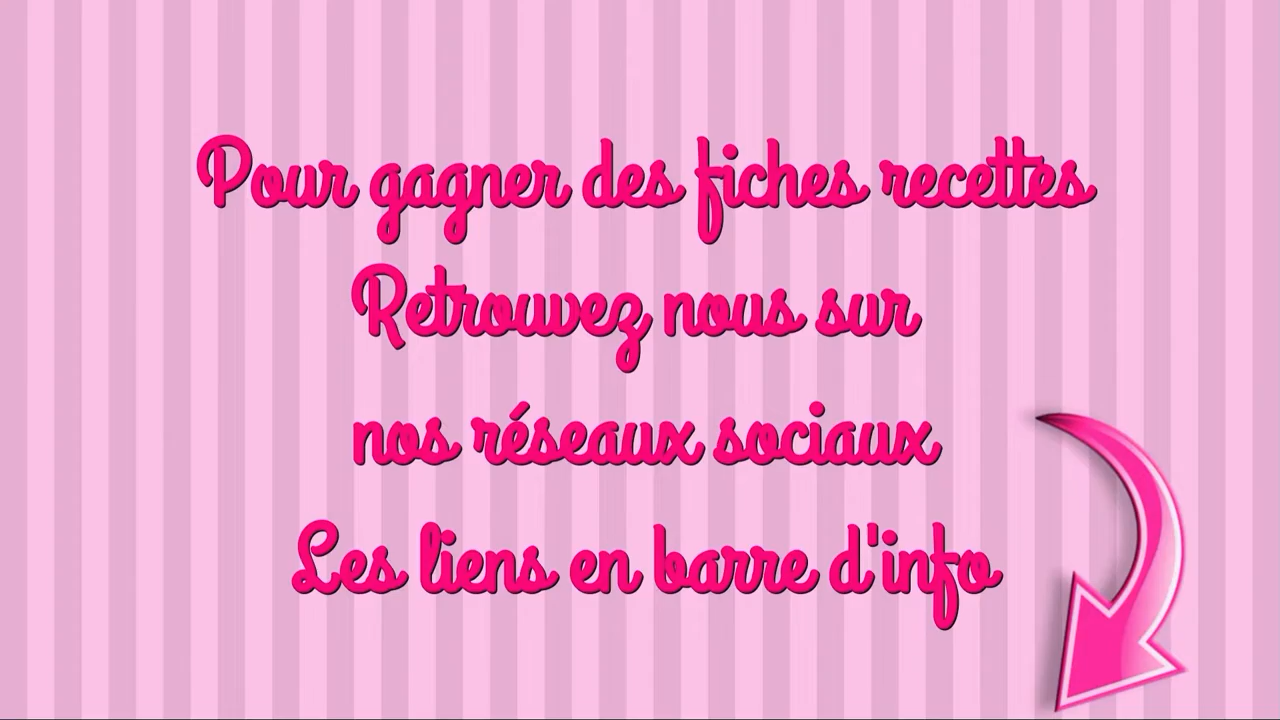 Pour gagner des fiches recettes
Retrouvez nous sur
nos réseaux sociaux
Les liens en barre d'info